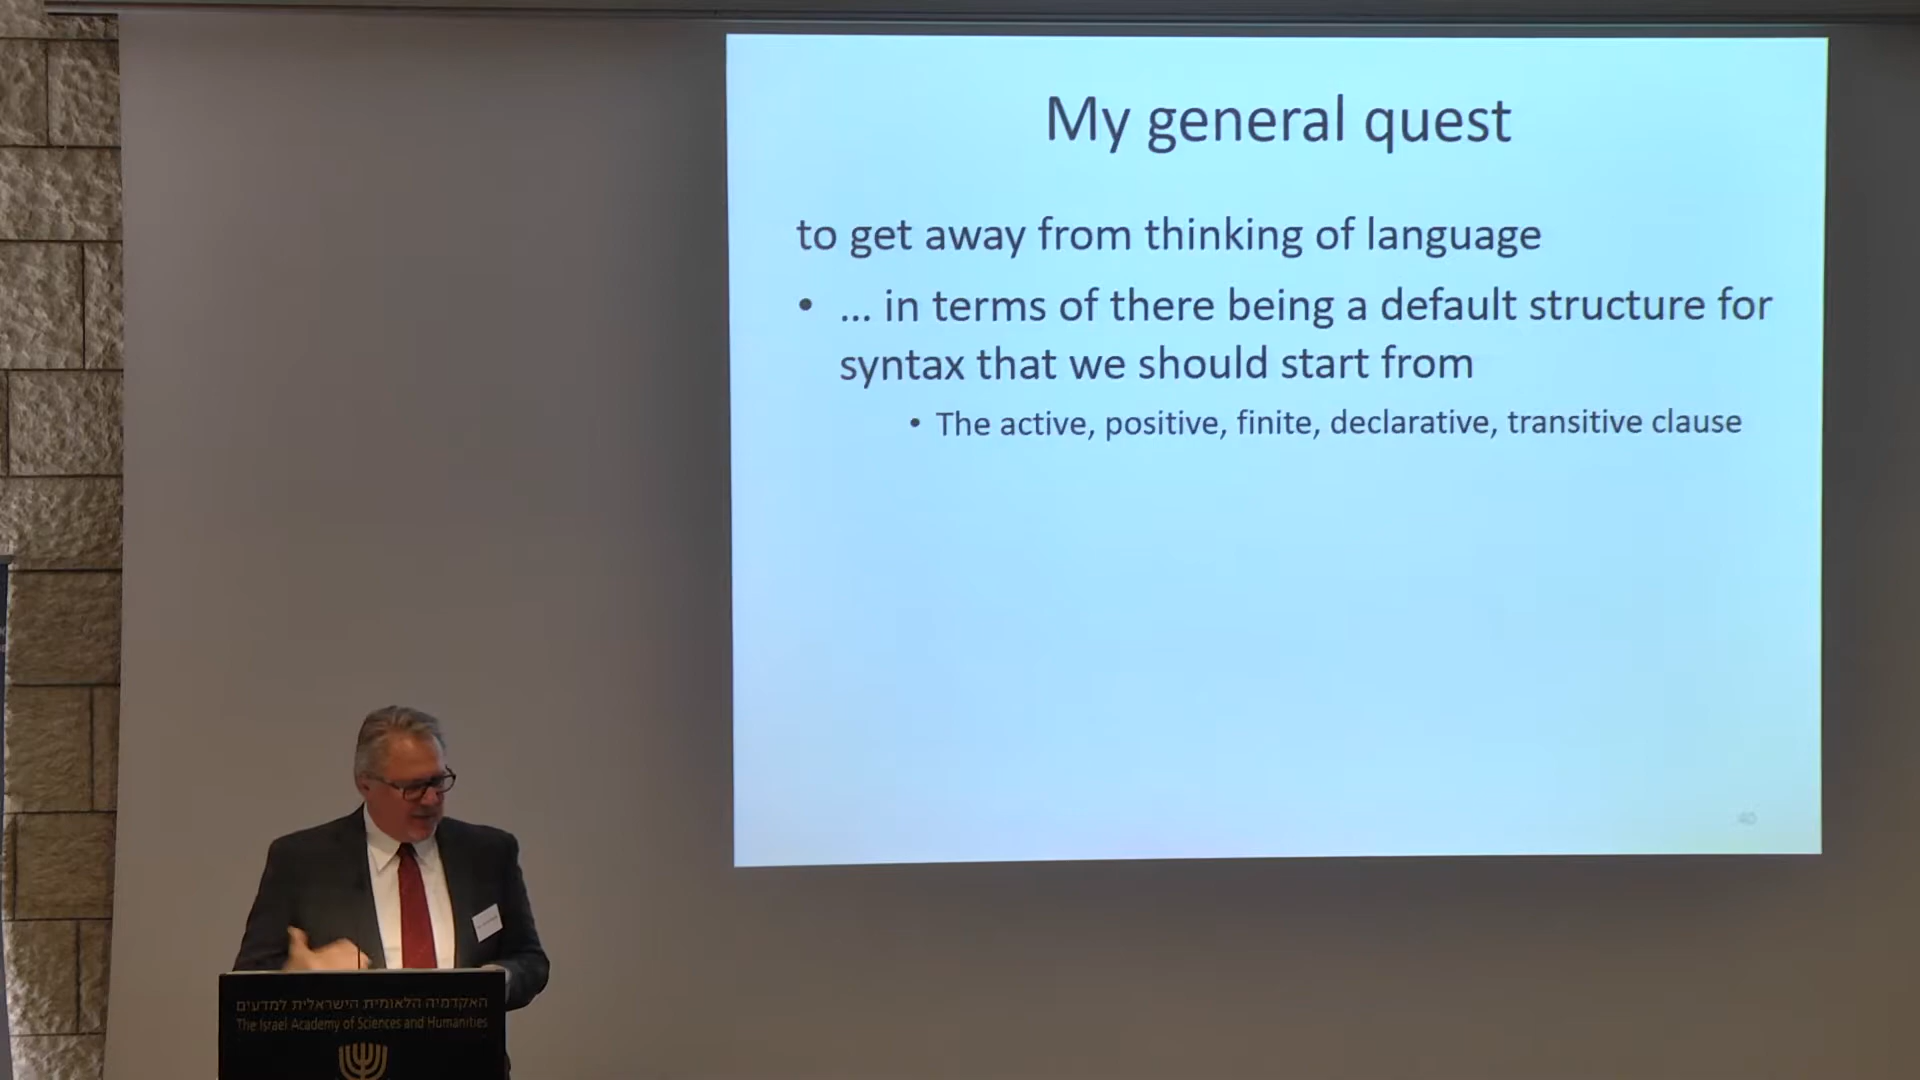 My general quest
to get away from thinking of language
• ... in terms of there being a default structure for
syntax that we should start from
• The active, positive, finite, declarative, transitive clause
40
האקדמיה הלאומית הישראלית למדעים
The Israel Academy of Sciences and Humanities